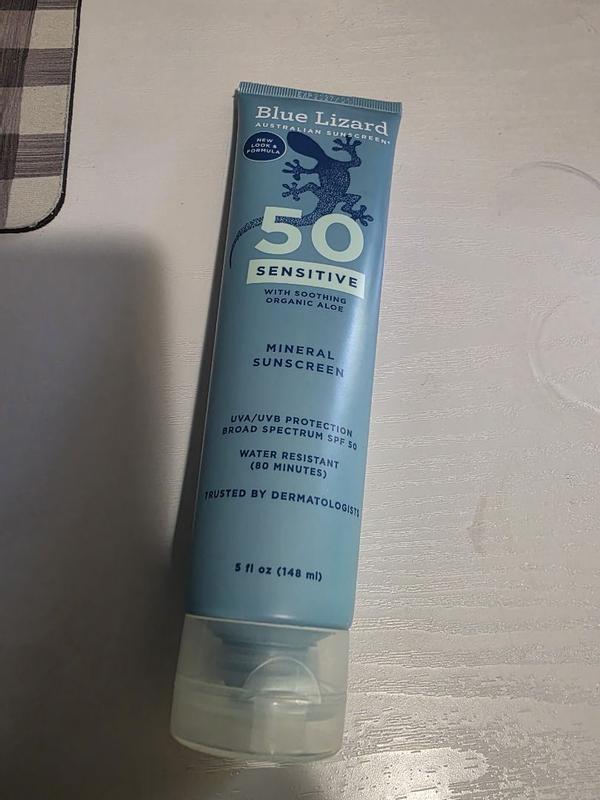 Blue Lizard
AUSTRALIAN SUNSCREEN
NEW
LOOK &
FORMULA
50
SENSITIVE
WITH SOOTHING
ORGANIC ALOE
MINERAL
SUNSCREEN
UVA/UVB PROTECTION
BROAD SPECTRUM SPF 50
WATER RESISTANT
(80 MINUTES)
TRUSTED BY DERMATOLOGISTS
5 fl oz (148 ml)